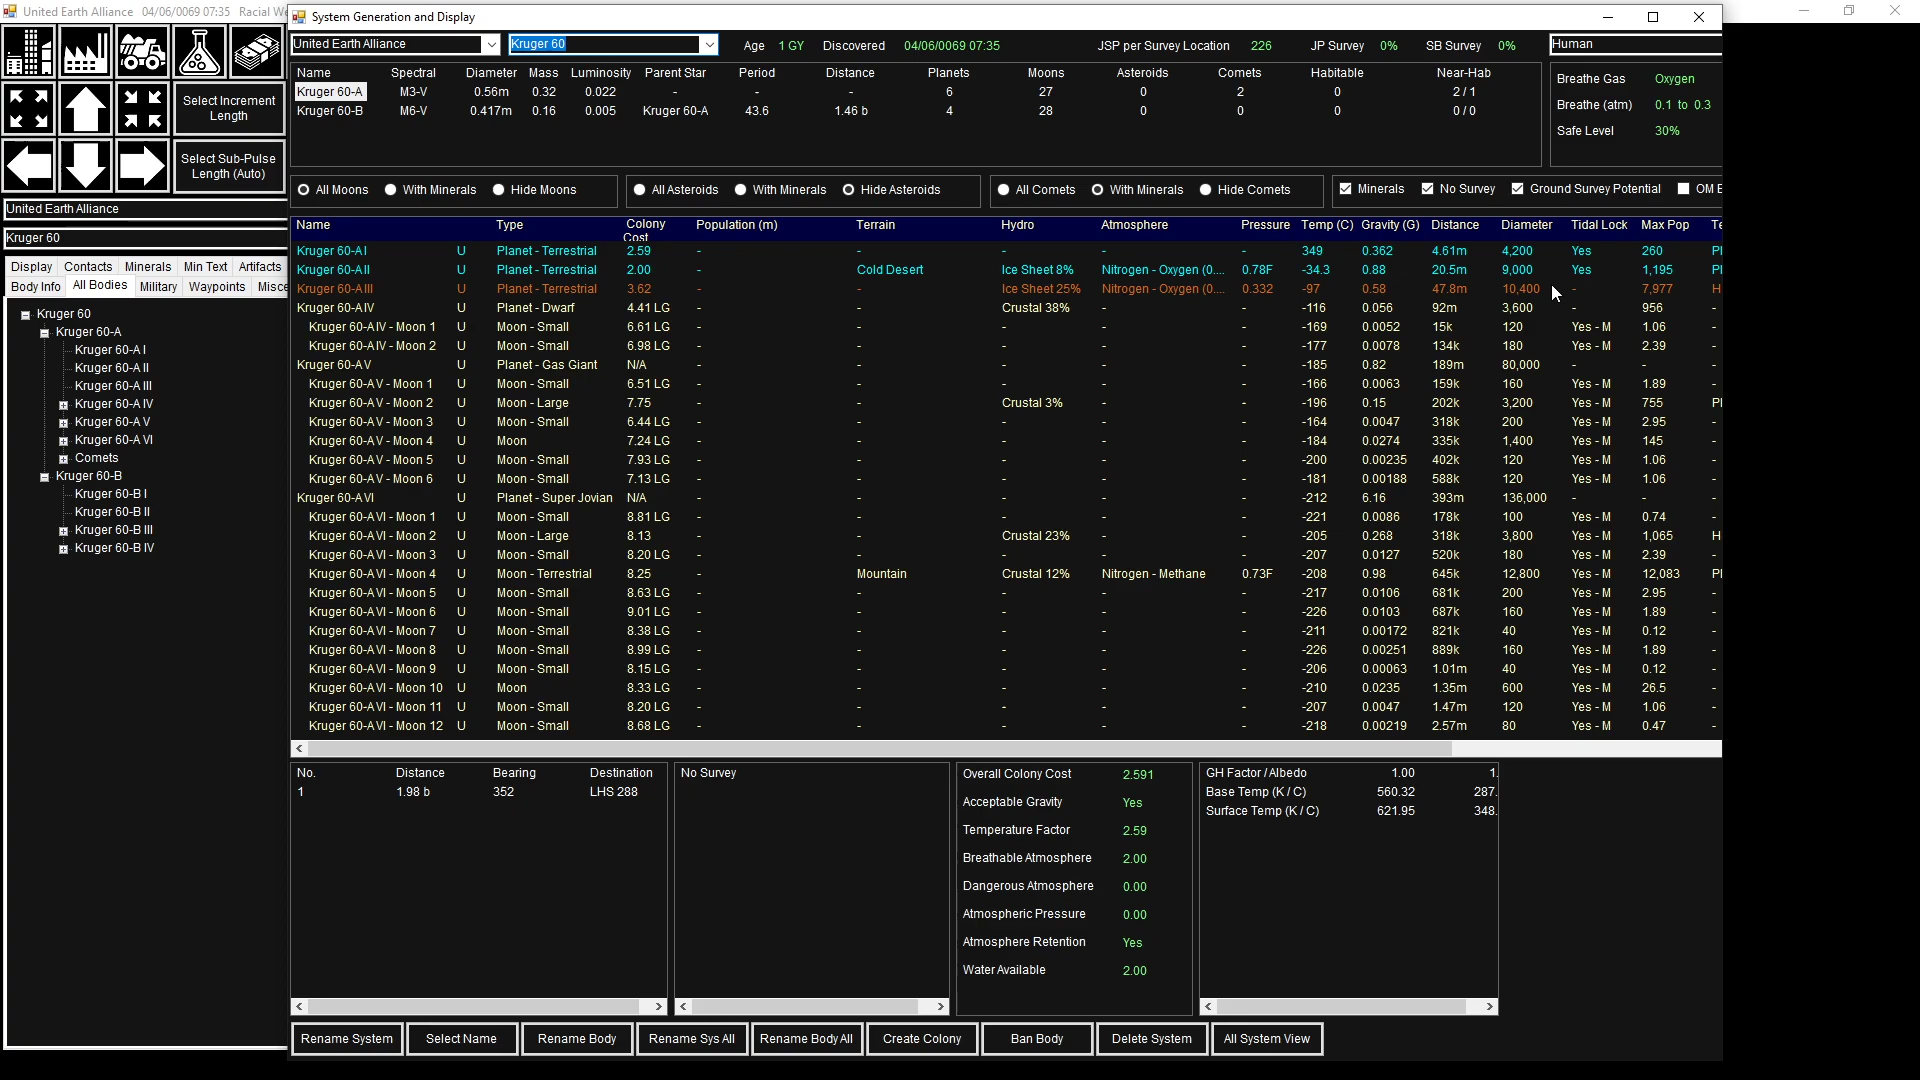 United Earth Alliance 04/06/0069 07:35 Racial We
System Generation and Display
United Earth Alliance Kruger 60 Age 1 GY Discovered 04/06/0069 07:35 JSP per Survey Location 226 JP Survey 0% SB Survey 0% Human
Name Spectral Diameter Mass Luminosity Parent Star Period Distance Planets Moons Asteroids Comets Habitable Near-Hab
Kruger 60-A M3-V 0.56m 0.32 0.022 - - - 6 27 0 2 0 2 / 1
Kruger 60-B M6-V 0.417m 0.16 0.005 Kruger 60-A 43.6 1.46 b 4 28 0 0 0 0 / 0
Breathe Gas Oxygen
Breathe (atm) 0.1 to 0.3
Safe Level 30%
Select Increment
Length
Select Sub-Pulse
Length (Auto)
United Earth Alliance
Kruger 60
Display Contacts Minerals Min Text Artifacts
Body Info All Bodies Military Waypoints Misce
Kruger 60
Kruger 60-A
Kruger 60-A I
Kruger 60-A II
Kruger 60-A III
Kruger 60-A IV
Kruger 60-A V
Kruger 60-A VI
Comets
Kruger 60-B
Kruger 60-B I
Kruger 60-B II
Kruger 60-B III
Kruger 60-B IV
All Moons With Minerals Hide Moons All Asteroids With Minerals Hide Asteroids All Comets With Minerals Hide Comets Minerals No Survey Ground Survey Potential OM E
Name Type Colony Cost Population (m) Terrain Hydro Atmosphere Pressure Temp (C) Gravity (G) Distance Diameter Tidal Lock Max Pop Te
Kruger 60-A I U Planet - Terrestrial 2.59 - - - - - 349 0.362 4.61m 4,200 Yes 260 Pl
Kruger 60-A II U Planet - Terrestrial 2.00 - Cold Desert Ice Sheet 8% Nitrogen - Oxygen (0.... 0.78F -34.3 0.88 20.5m 9,000 Yes 1,195 Pl
Kruger 60-A III U Planet - Terrestrial 3.62 - - Ice Sheet 25% Nitrogen - Oxygen (0.... 0.332 -97 0.58 47.8m 10,400 - 7,977 H
Kruger 60-A IV U Planet - Dwarf 4.41 LG - - Crustal 38% - - -116 0.056 92m 3,600 - 956 -
Kruger 60-A IV - Moon 1 U Moon - Small 6.61 LG - - - - - -169 0.0052 15k 120 Yes - M 1.06 -
Kruger 60-A IV - Moon 2 U Moon - Small 6.98 LG - - - - - -177 0.0078 134k 180 Yes - M 2.39 -
Kruger 60-A V U Planet - Gas Giant N/A - - - - - -185 0.82 189m 80,000 - - -
Kruger 60-A V - Moon 1 U Moon - Small 6.51 LG - - - - - -166 0.0063 159k 160 Yes - M 1.89 -
Kruger 60-A V - Moon 2 U Moon - Large 7.75 - - Crustal 3% - - -196 0.15 202k 3,200 Yes - M 755 Pl
Kruger 60-A V - Moon 3 U Moon - Small 6.44 LG - - - - - -164 0.0047 318k 200 Yes - M 2.95 -
Kruger 60-A V - Moon 4 U Moon 7.24 LG - - - - - -184 0.0274 335k 1,400 Yes - M 145 -
Kruger 60-A V - Moon 5 U Moon - Small 7.93 LG - - - - - -200 0.00235 402k 120 Yes - M 1.06 -
Kruger 60-A V - Moon 6 U Moon - Small 7.13 LG - - - - - -181 0.00188 588k 120 Yes - M 1.06 -
Kruger 60-A VI U Planet - Super Jovian N/A - - - - - -212 6.16 393m 136,000 - - -
Kruger 60-A VI - Moon 1 U Moon - Small 8.81 LG - - - - - -221 0.0086 178k 100 Yes - M 0.74 -
Kruger 60-A VI - Moon 2 U Moon - Large 8.13 - - Crustal 23% - - -205 0.268 318k 3,800 Yes - M 1,065 H
Kruger 60-A VI - Moon 3 U Moon - Small 8.20 LG - - - - - -207 0.0127 520k 180 Yes - M 2.39 -
Kruger 60-A VI - Moon 4 U Moon - Terrestrial 8.25 - Mountain Crustal 12% Nitrogen - Methane 0.73F -208 0.98 645k 12,800 Yes - M 12,083 Pl
Kruger 60-A VI - Moon 5 U Moon - Small 8.63 LG - - - - - -217 0.0106 681k 200 Yes - M 2.95 -
Kruger 60-A VI - Moon 6 U Moon - Small 9.01 LG - - - - - -226 0.0103 687k 160 Yes - M 1.89 -
Kruger 60-A VI - Moon 7 U Moon - Small 8.38 LG - - - - - -211 0.00172 821k 40 Yes - M 0.12 -
Kruger 60-A VI - Moon 8 U Moon - Small 8.99 LG - - - - - -226 0.00251 889k 160 Yes - M 1.89 -
Kruger 60-A VI - Moon 9 U Moon - Small 8.15 LG - - - - - -206 0.00063 1.01m 40 Yes - M 0.12 -
Kruger 60-A VI - Moon 10 U Moon 8.33 LG - - - - - -210 0.0235 1.35m 600 Yes - M 26.5 -
Kruger 60-A VI - Moon 11 U Moon - Small 8.20 LG - - - - - -207 0.0047 1.47m 120 Yes - M 1.06 -
Kruger 60-A VI - Moon 12 U Moon - Small 8.68 LG - - - - - -218 0.00219 2.57m 80 Yes - M 0.47 -
No. Distance Bearing Destination
1 1.98 b 352 LHS 288
No Survey
Overall Colony Cost 2.591
Acceptable Gravity Yes
Temperature Factor 2.59
Breathable Atmosphere 2.00
Dangerous Atmosphere 0.00
Atmospheric Pressure 0.00
Atmosphere Retention Yes
Water Available 2.00
GH Factor / Albedo 1.00 1.
Base Temp (K / C) 560.32 287.
Surface Temp (K / C) 621.95 348.
Rename System Select Name Rename Body Rename Sys All Rename Body All Create Colony Ban Body Delete System All System View